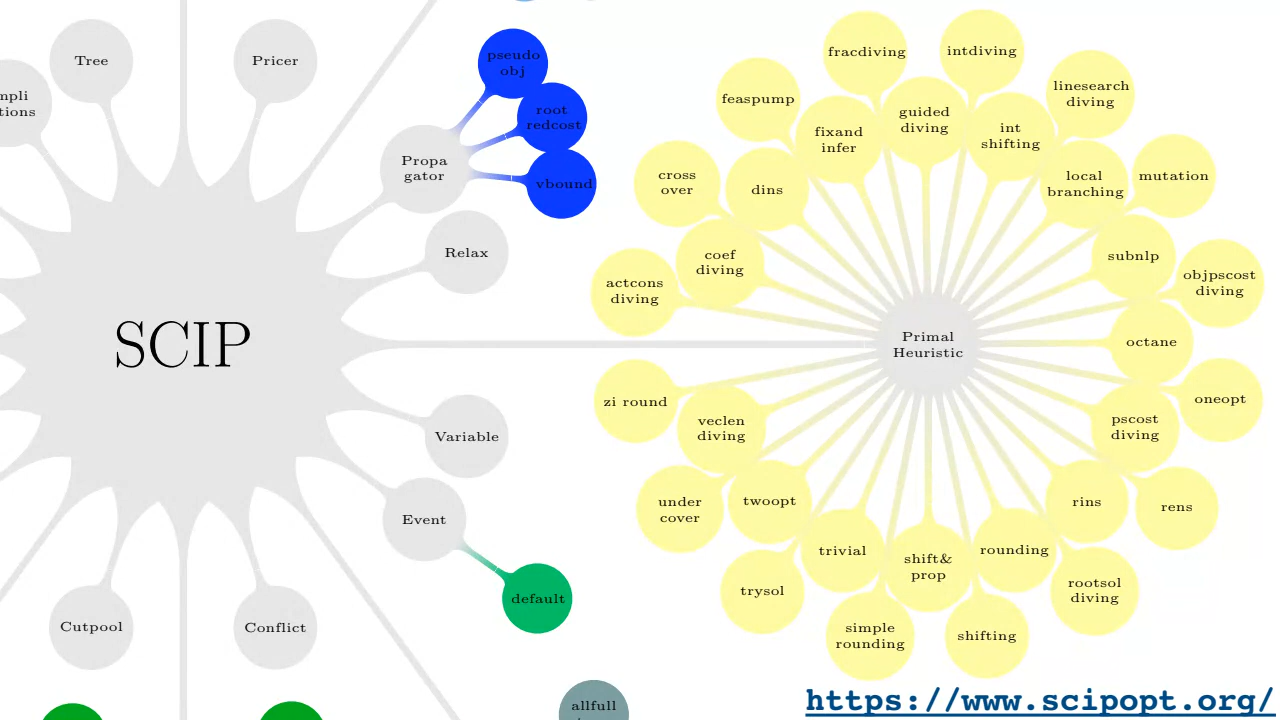 Tree
Pricer
mpli
tions
pseudo
obj
root
redcost
vbound
Propa
gator
Relax
SCIP
Variable
Event
default
Cutpool
Conflict
allfull
fracdiving
intdiving
linesearch
diving
feaspump
fixand
infer
guided
diving
int
shifting
cross
over
dins
local
branching
mutation
coef
diving
subnlp
actcons
diving
objpscost
diving
Primal
Heuristic
octane
zi round
veclen
diving
pscost
diving
oneopt
under
cover
twoopt
rins
rens
trivial
shift&
prop
rounding
trysol
rootsol
diving
simple
rounding
shifting
https://www.scipopt.org/